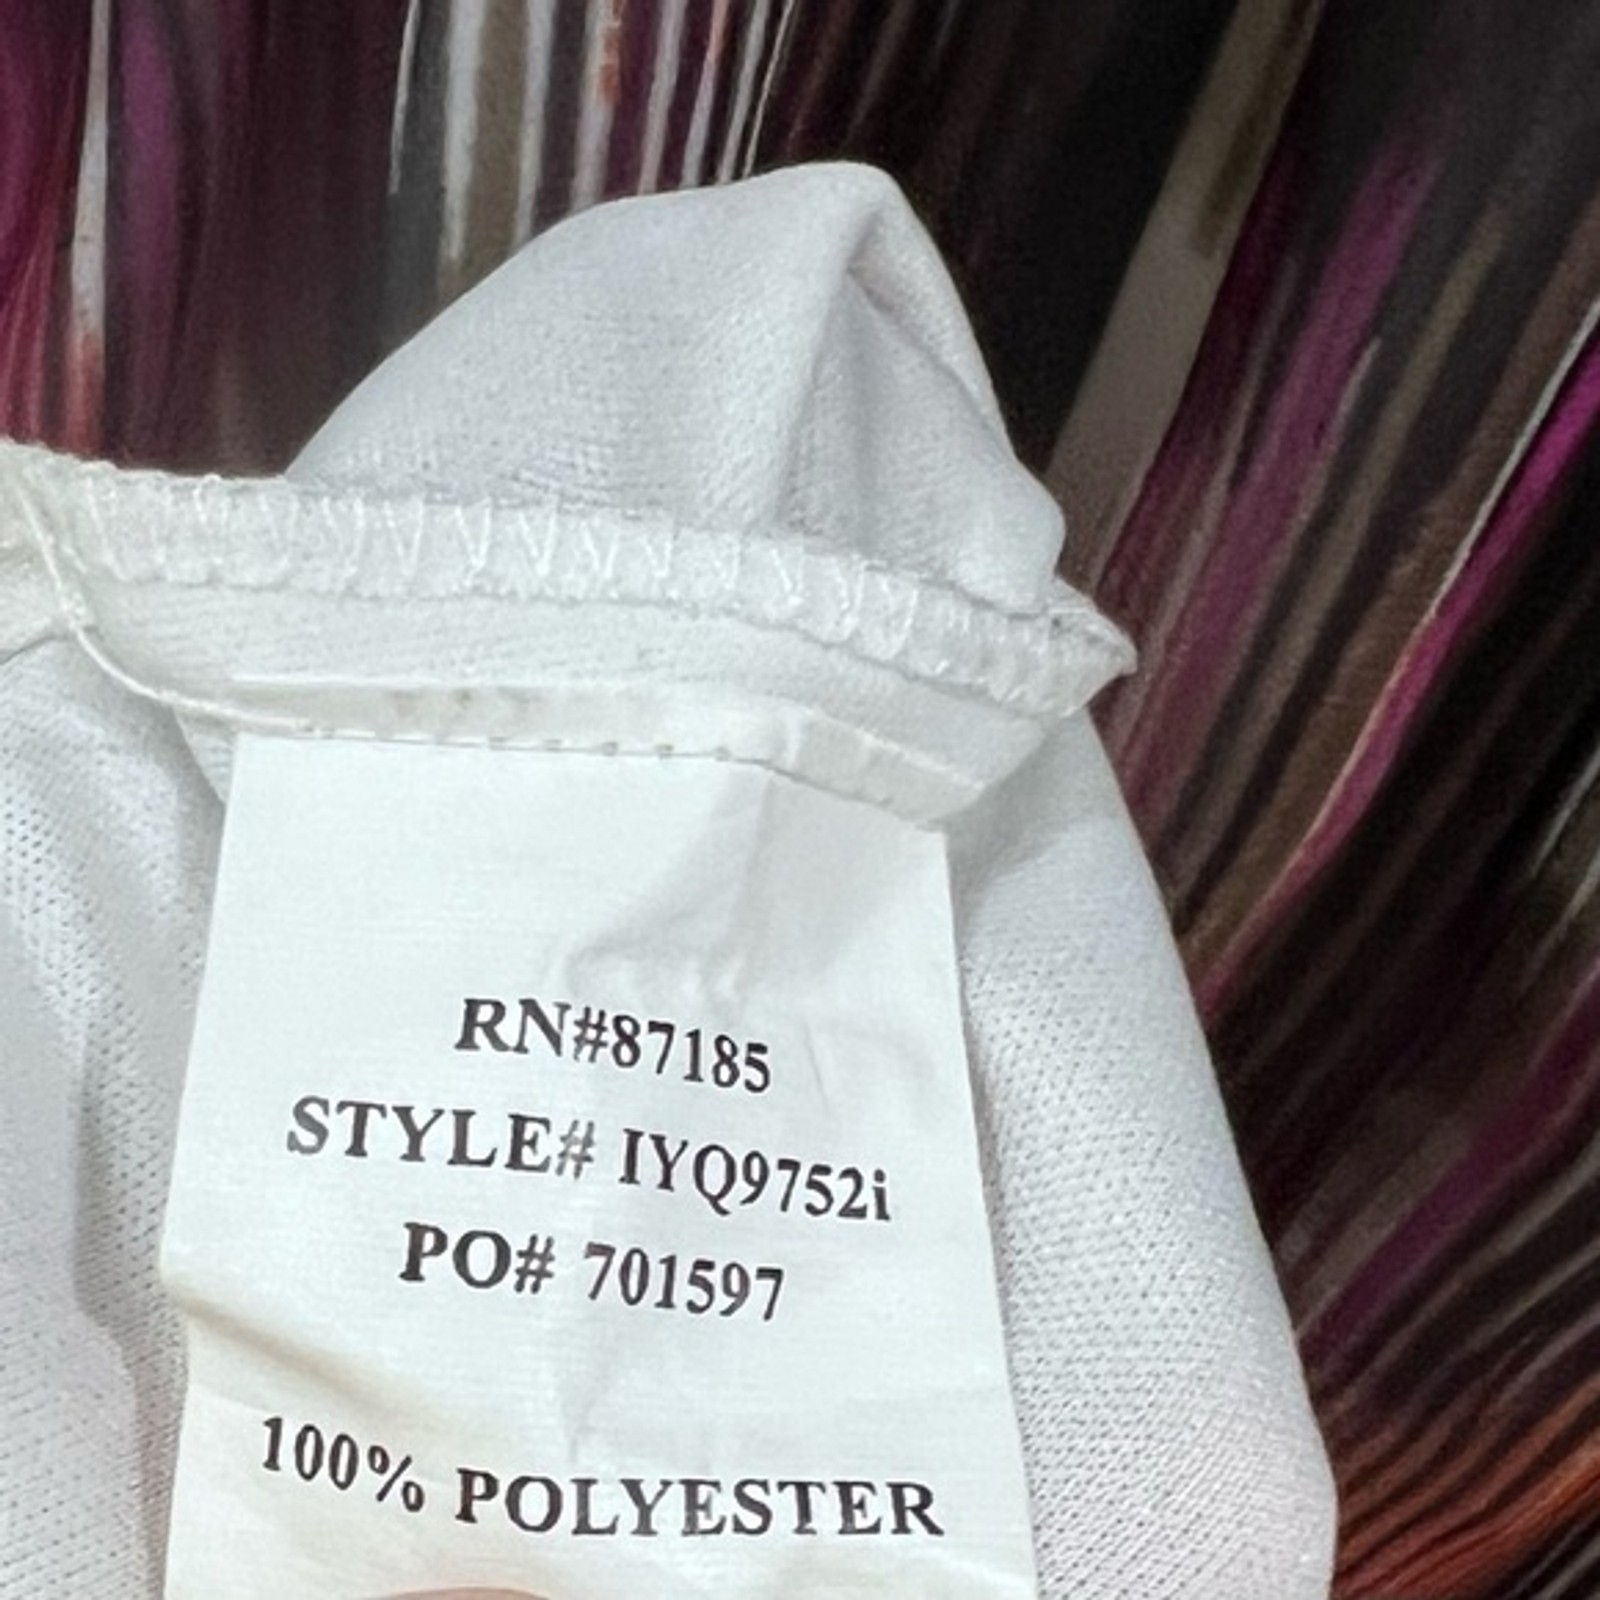 RN#87185
STYLE# IYQ9752i
PO# 701597
100% POLYESTER